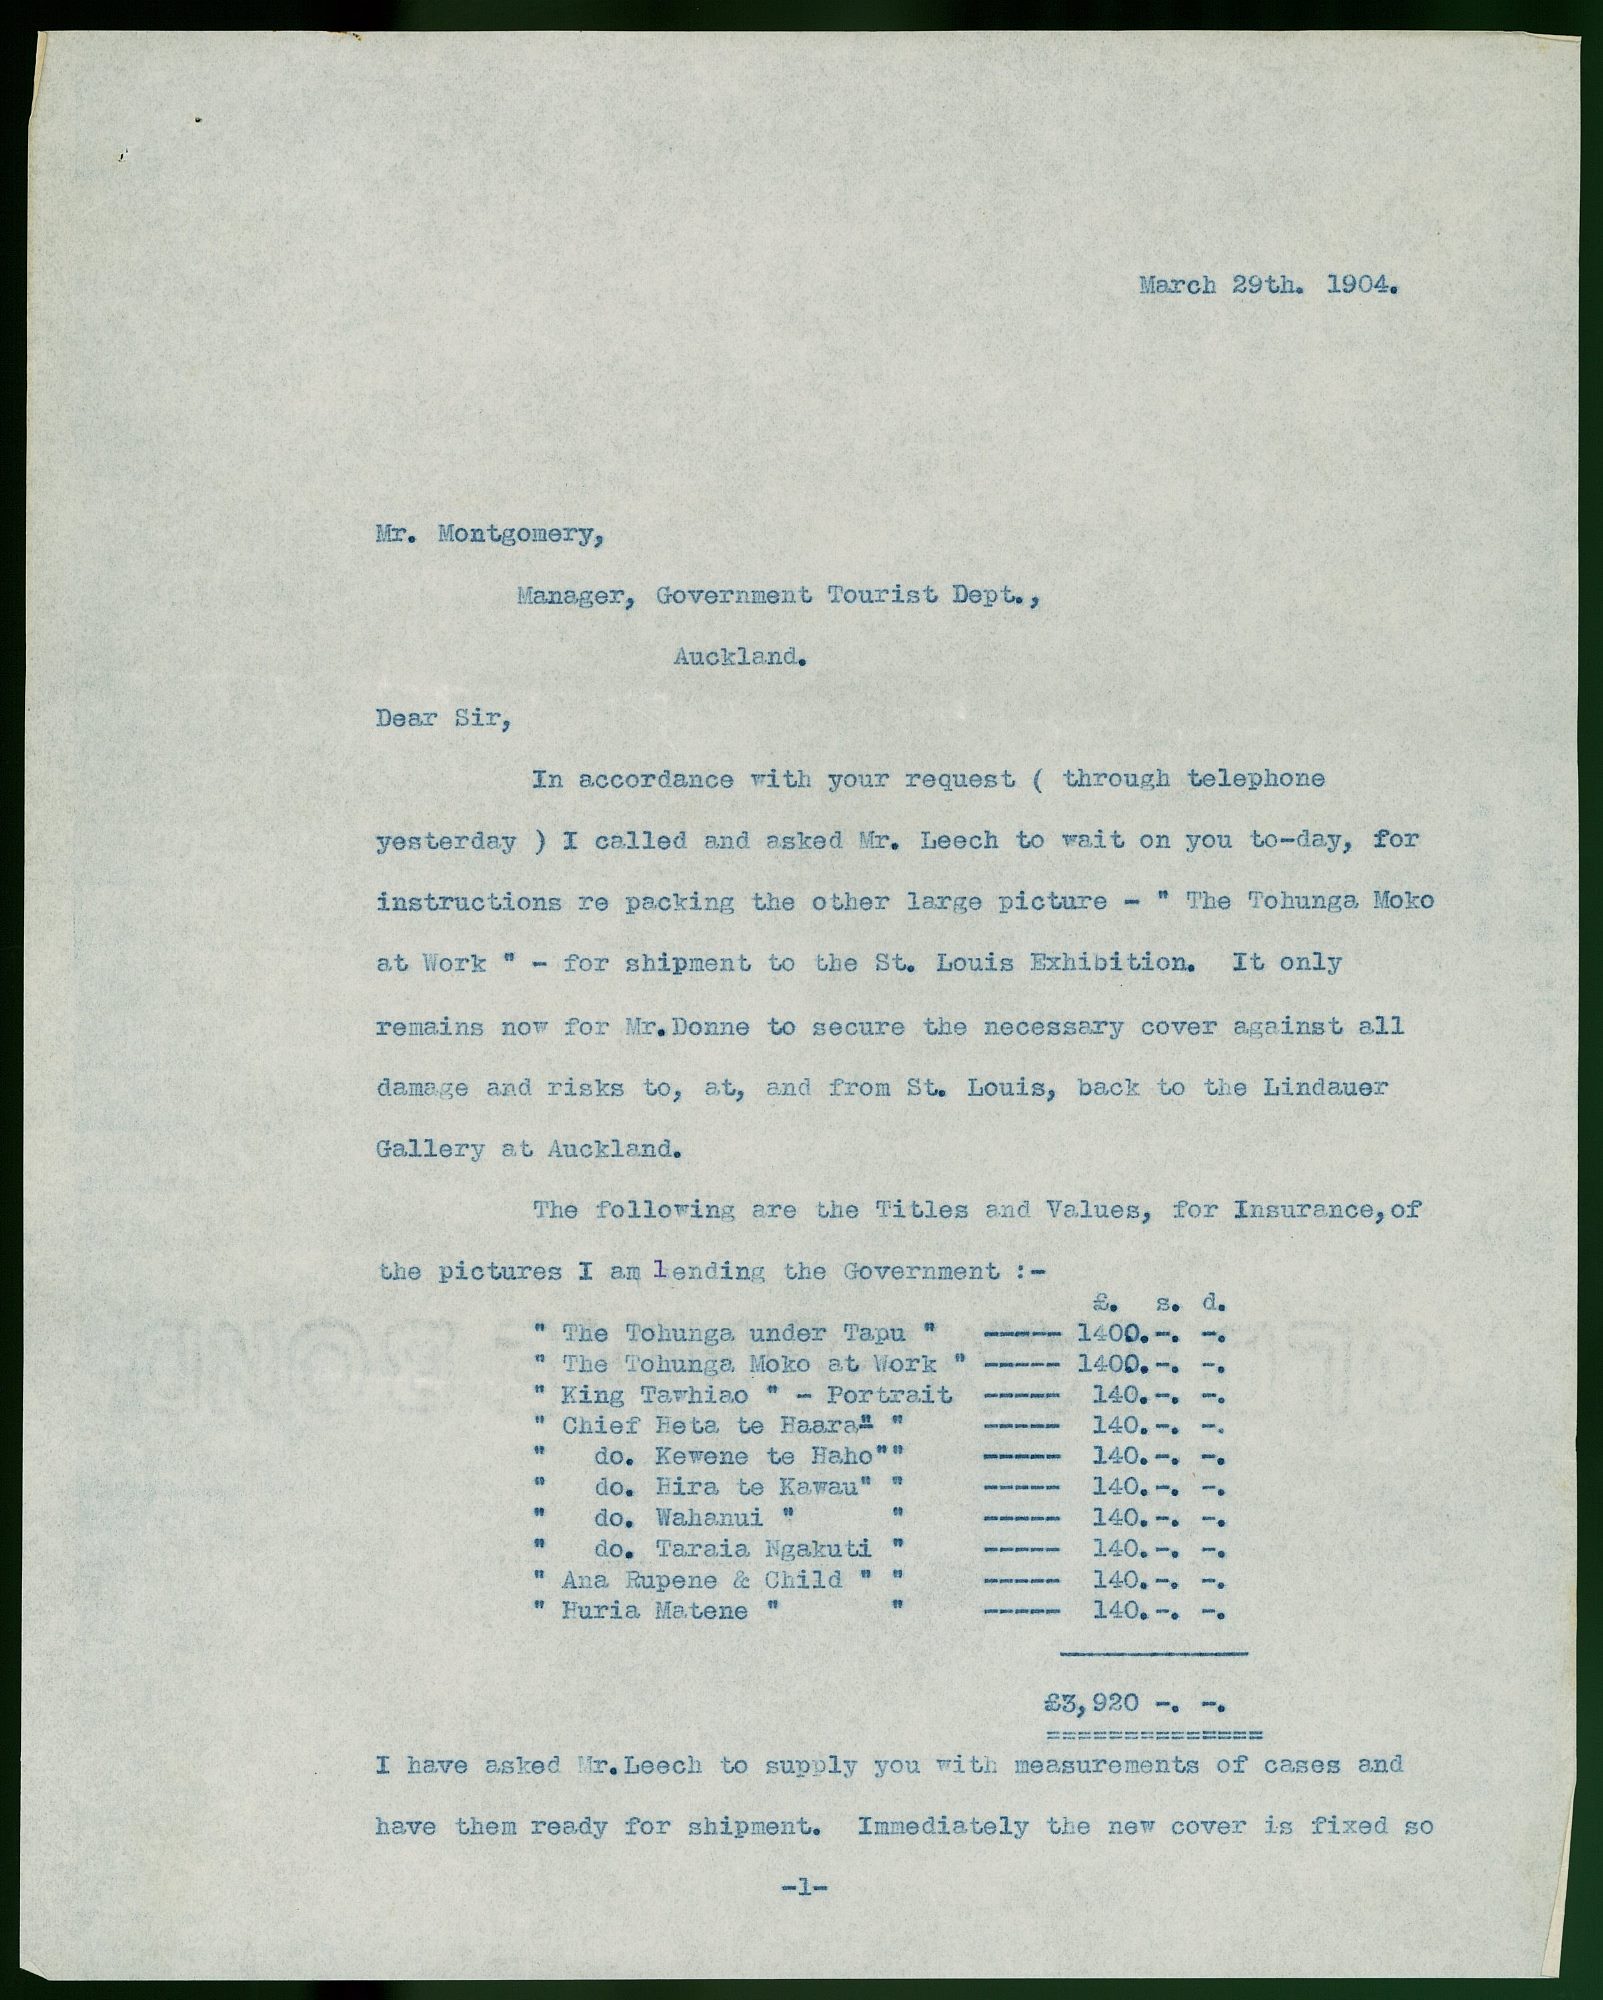 March 29th. 1904.
Mr. Montgomery,
Manager, Government Tourist Dept.,
Auckland.
Dear Sir,
In accordance with your request ( through telephone
yesterday ) I called and asked Mr. Leech to wait on you to-day, for
instructions re packing the other large picture - " The Tohunga Moko
at Work " - for shipment to the St. Louis Exhibition. It only
remains now for Mr.Donne to secure the necessary cover against all
damage and risks to, at, and from St. Louis, back to the Lindauer
Gallery at Auckland.
The following are the Titles and Values, for Insurance,of
the pictures I am lending the Government :-
£. s. d.
" The Tohunga under Tapu " ----- 1400.-. -.
" The Tohunga Moko at Work " ----- 1400.-. -.
" King Tawhiao " - Portrait ----- 140.-. -.
" Chief Heta te Haara" " ----- 140.-. -.
" do. Kewene te Haho"" ----- 140.-. -.
" do. Hira te Kawau" " ----- 140.-. -.
" do. Wahanui " " ----- 140.-. -.
" do. Taraia Ngakuti " ----- 140.-. -.
" Ana Rupene & Child " " ----- 140.-. -.
" Huria Matene " " ----- 140.-. -.
£3,920 -. -.
==============
I have asked Mr.Leech to supply you with measurements of cases and
have them ready for shipment. Immediately the new cover is fixed so
-1-